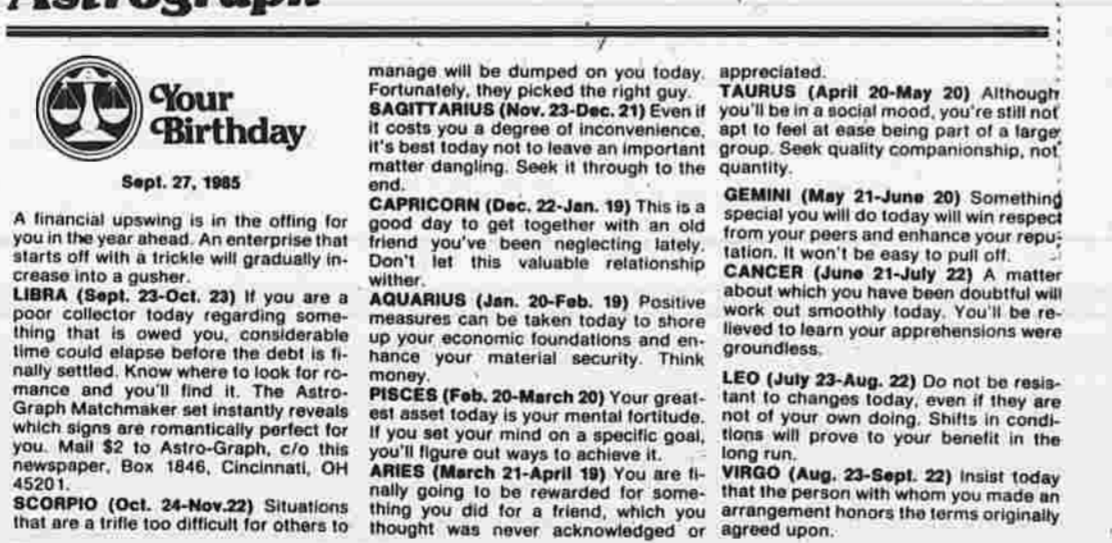 Astrograph
Your
Birthday
Sept. 27, 1985
A financial upswing is in the offing for
you in the year ahead. An enterprise that
starts off with a trickle will gradually in-
crease into a gusher.
LIBRA (Sept. 23-Oct. 23) If you are a
poor collector today regarding some-
thing that is owed you, considerable
time could elapse before the debt is fi-
nally settled. Know where to look for ro-
mance and you'll find it. The Astro-
Graph Matchmaker set instantly reveals
which signs are romantically perfect for
you. Mail $2 to Astro-Graph, c/o this
newspaper, Box 1846, Cincinnati, OH
45201.
SCORPIO (Oct. 24-Nov.22) Situations
that are a trifle too difficult for others to
manage will be dumped on you today.
Fortunately, they picked the right guy.
SAGITTARIUS (Nov. 23-Dec. 21) Even if
it costs you a degree of inconvenience,
it's best today not to leave an important
matter dangling. Seek it through to the
end.
CAPRICORN (Dec. 22-Jan. 19) This is a
good day to get together with an old
friend you've been neglecting lately.
Don't let this valuable relationship
wither.
AQUARIUS (Jan. 20-Feb. 19) Positive
measures can be taken today to shore
up your economic foundations and en-
hance your material security. Think
money.
PISCES (Feb. 20-March 20) Your great-
est asset today is your mental fortitude.
If you set your mind on a specific goal,
you'll figure out ways to achieve it.
ARIES (March 21-April 19) You are fi-
nally going to be rewarded for some-
thing you did for a friend, which you
thought was never acknowledged or
appreciated.
TAURUS (April 20-May 20) Although
you'll be in a social mood, you're still not
apt to feel at ease being part of a large
group. Seek quality companionship, not
quantity.
GEMINI (May 21-June 20) Something
special you will do today will win respect
from your peers and enhance your repu-
tation. It won't be easy to pull off.
CANCER (June 21-July 22) A matter
about which you have been doubtful will
work out smoothly today. You'll be re-
lieved to learn your apprehensions were
groundless.
LEO (July 23-Aug. 22) Do not be resis-
tant to changes today, even if they are
not of your own doing. Shifts in condi-
tions will prove to your benefit in the
long run.
VIRGO (Aug. 23-Sept. 22) Insist today
that the person with whom you made an
arrangement honors the terms originally
agreed upon.